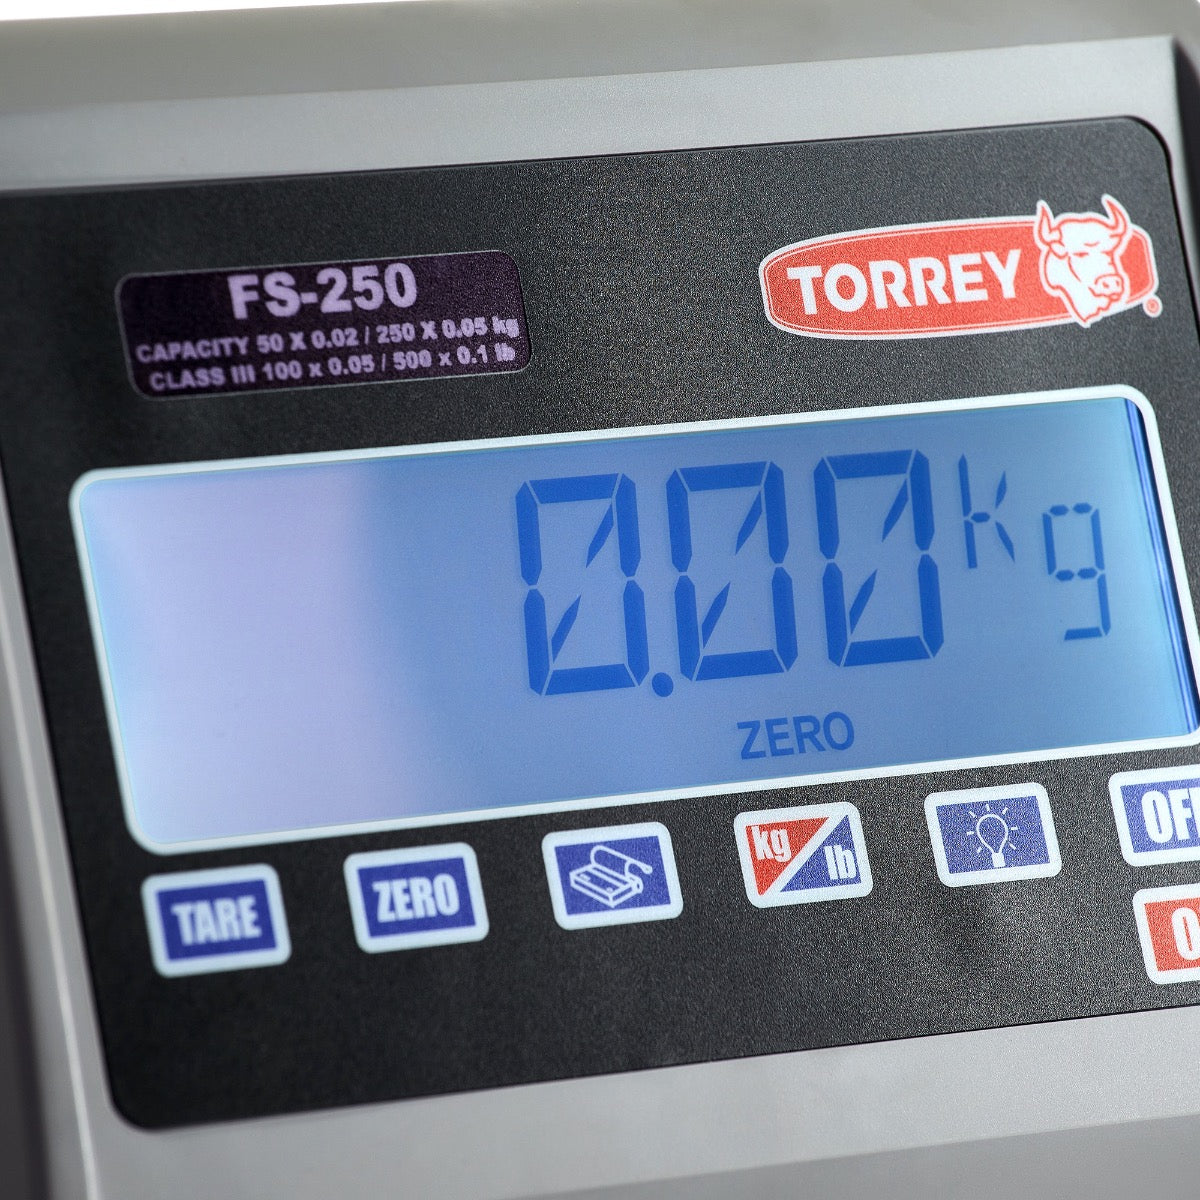 TORREY
®
FS-250
CAPACITY 50 X 0.02 / 250 X 0.05 kg
CLASS III 100 x 0.05 / 500 x 0.1 lb
0.00 kg
ZERO
TARE
ZERO
kg
lb
OF
O